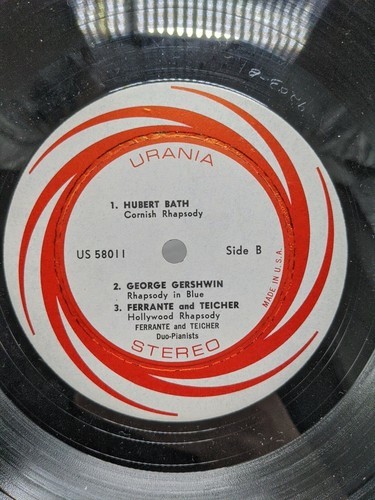 URANIA
1. HUBERT BATH
Cornish Rhapsody
US 58011
Side B
MADE IN U.S.A.
2. GEORGE GERSHWIN
Rhapsody in Blue
3. FERRANTE and TEICHER
Hollywood Rhapsody
FERRANTE and TEICHER
Duo-Pianists
STEREO